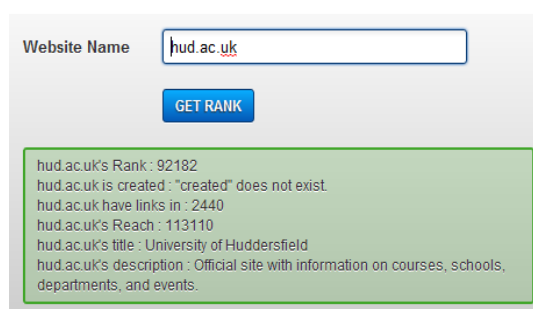 Website Name hud.ac.uk
GET RANK
hud.ac.uk's Rank : 92182
hud.ac.uk is created : "created" does not exist.
hud.ac.uk have links in : 2440
hud.ac.uk's Reach : 113110
hud.ac.uk's title : University of Huddersfield
hud.ac.uk's description : Official site with information on courses, schools,
departments, and events.